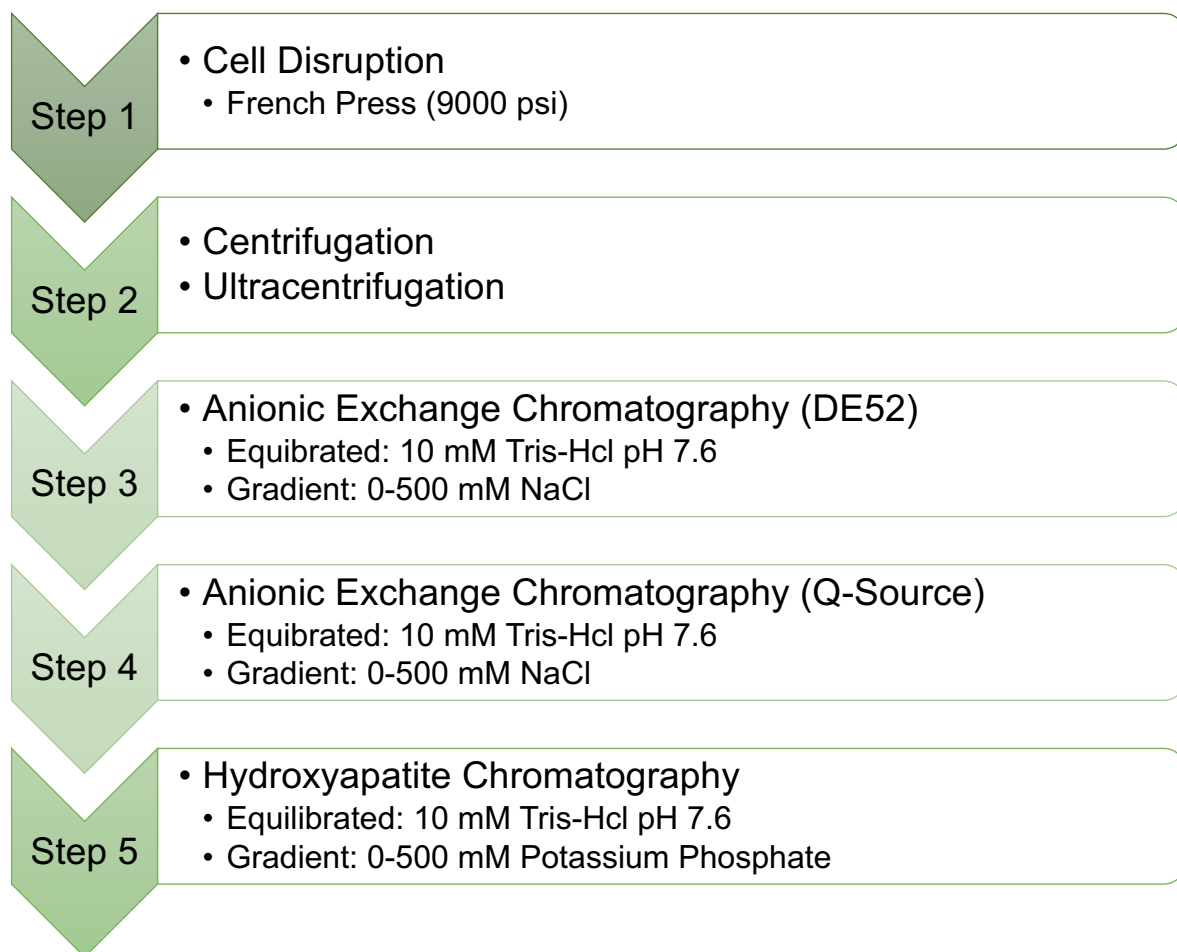 Step 1
• Cell Disruption
• French Press (9000 psi)
Step 2
• Centrifugation
• Ultracentrifugation
Step 3
• Anionic Exchange Chromatography (DE52)
• Equibrated: 10 mM Tris-Hcl pH 7.6
• Gradient: 0-500 mM NaCl
Step 4
• Anionic Exchange Chromatography (Q-Source)
• Equibrated: 10 mM Tris-Hcl pH 7.6
• Gradient: 0-500 mM NaCl
Step 5
• Hydroxyapatite Chromatography
• Equilibrated: 10 mM Tris-Hcl pH 7.6
• Gradient: 0-500 mM Potassium Phosphate